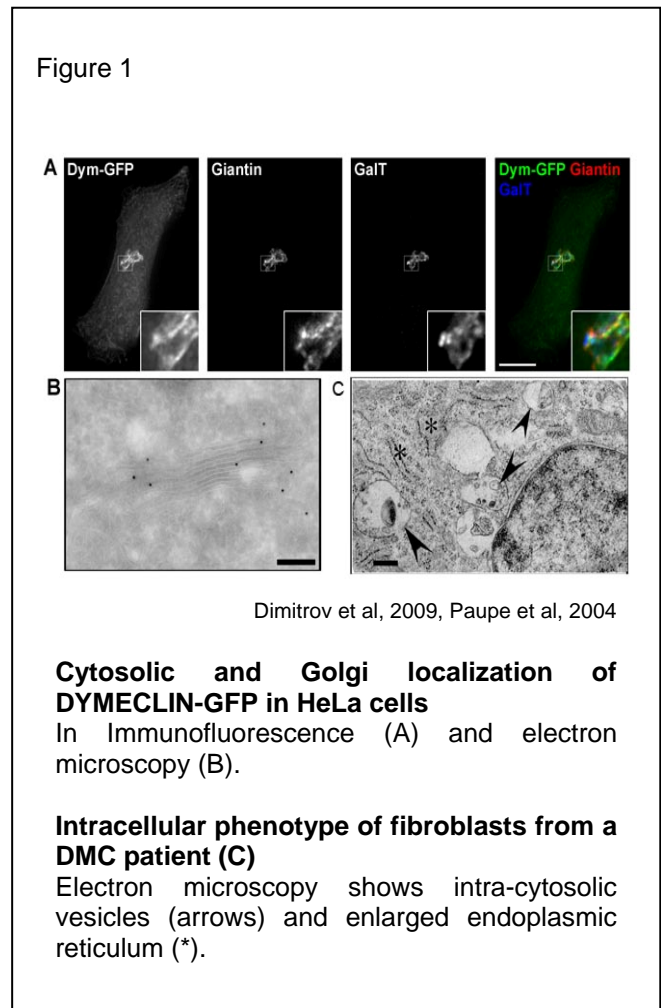 Figure 1
A Dym-GFP Giantin GalT Dym-GFP Giantin
GalT
B C
* *
Dimitrov et al, 2009, Paupe et al, 2004
Cytosolic and Golgi localization of
DYMECLIN-GFP in HeLa cells
In Immunofluorescence (A) and electron
microscopy (B).
Intracellular phenotype of fibroblasts from a
DMC patient (C)
Electron microscopy shows intra-cytosolic
vesicles (arrows) and enlarged endoplasmic
reticulum (*).